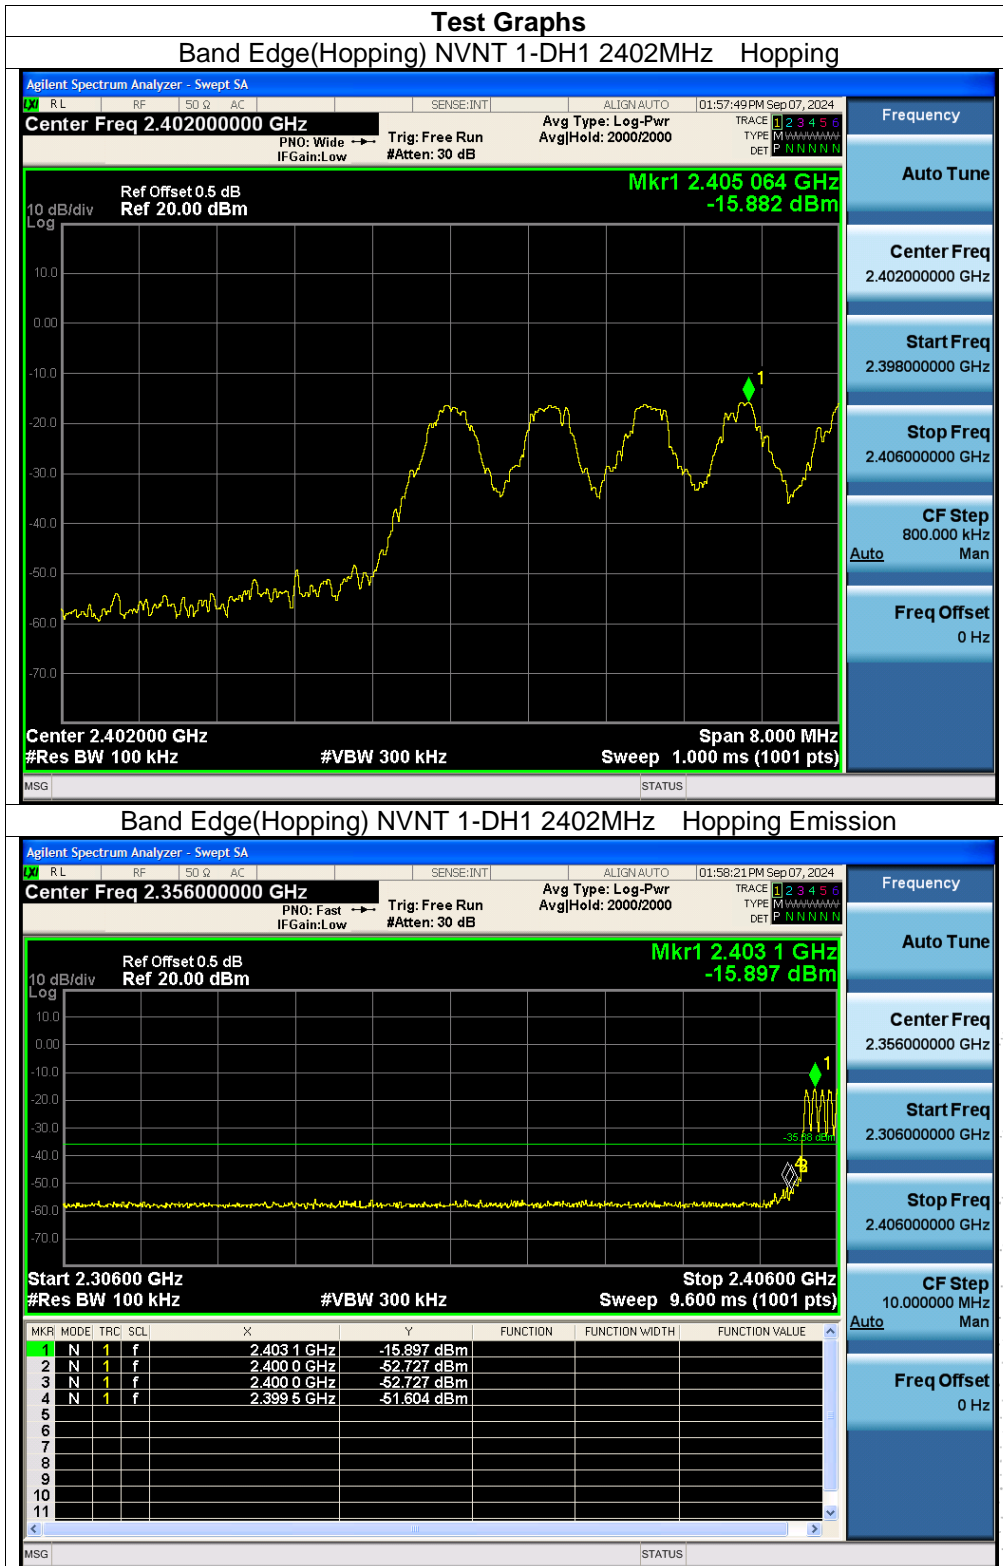 Test Graphs
Band Edge(Hopping) NVNT 1-DH1 2402MHz Hopping
Agilent Spectrum Analyzer - Swept SA
LXI RL RF 50 Ω AC SENSE:INT ALIGN AUTO 01:57:49 PM Sep 07, 2024
Center Freq 2.402000000 GHz
PNO: Wide
IFGain:Low
Trig: Free Run
#Atten: 30 dB
Avg Type: Log-Pwr
Avg|Hold: 2000/2000
TRACE 1 2 3 4 5 6
TYPE M W W W W W
DET P N N N N N
Ref Offset 0.5 dB
10 dB/div Ref 20.00 dBm
Log
Mkr1 2.405 064 GHz
-15.882 dBm
10.0
0.00
-10.0
-20.0
-30.0
-40.0
-50.0
-60.0
-70.0
1
Center 2.402000 GHz Span 8.000 MHz
#Res BW 100 kHz #VBW 300 kHz Sweep 1.000 ms (1001 pts)
MSG STATUS
Frequency
Auto Tune
Center Freq
2.402000000 GHz
Start Freq
2.398000000 GHz
Stop Freq
2.406000000 GHz
CF Step
800.000 kHz
Auto Man
Freq Offset
0 Hz
Band Edge(Hopping) NVNT 1-DH1 2402MHz Hopping Emission
Agilent Spectrum Analyzer - Swept SA
LXI RL RF 50 Ω AC SENSE:INT ALIGN AUTO 01:58:21 PM Sep 07, 2024
Center Freq 2.356000000 GHz
PNO: Fast
IFGain:Low
Trig: Free Run
#Atten: 30 dB
Avg Type: Log-Pwr
Avg|Hold: 2000/2000
TRACE 1 2 3 4 5 6
TYPE M W W W W W
DET P N N N N N
Ref Offset 0.5 dB
10 dB/div Ref 20.00 dBm
Log
Mkr1 2.403 1 GHz
-15.897 dBm
10.0
0.00
-10.0
-20.0
-30.0
-40.0
-50.0
-60.0
-70.0
1
-35.88 dBm
Start 2.30600 GHz Stop 2.40600 GHz
#Res BW 100 kHz #VBW 300 kHz Sweep 9.600 ms (1001 pts)
MKR MODE TRC SCL X Y FUNCTION FUNCTION WIDTH FUNCTION VALUE
1 N 1 f 2.403 1 GHz -15.897 dBm
2 N 1 f 2.400 0 GHz -52.727 dBm
3 N 1 f 2.400 0 GHz -52.727 dBm
4 N 1 f 2.399 5 GHz -51.604 dBm
5
6
7
8
9
10
11
MSG STATUS
Frequency
Auto Tune
Center Freq
2.356000000 GHz
Start Freq
2.306000000 GHz
Stop Freq
2.406000000 GHz
CF Step
10.000000 MHz
Auto Man
Freq Offset
0 Hz